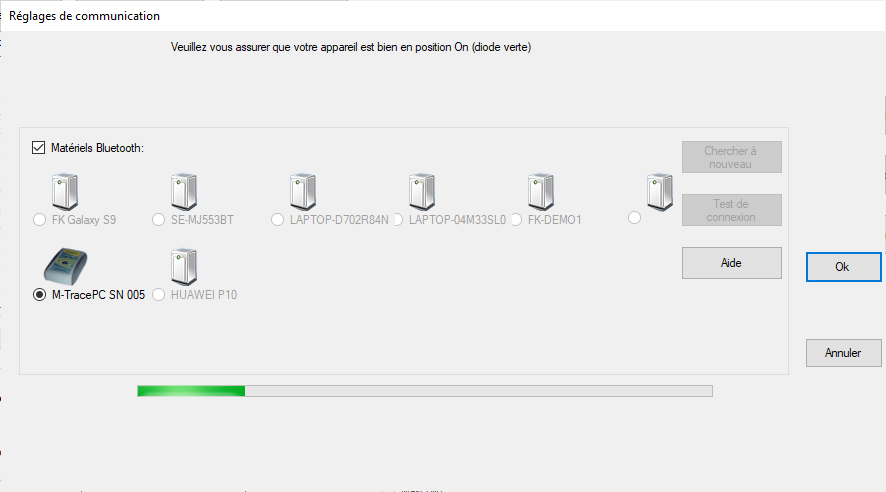 Réglages de communication
Veuillez vous assurer que votre appareil est bien en position On (diode verte)
Matériels Bluetooth:
Chercher à
nouveau
FK Galaxy S9
SE-MJ553BT
LAPTOP-D702R84N
LAPTOP-04M33SL0
FK-DEMO1
Test de
connexion
Aide
Ok
M-TracePC SN 005
HUAWEI P10
Annuler